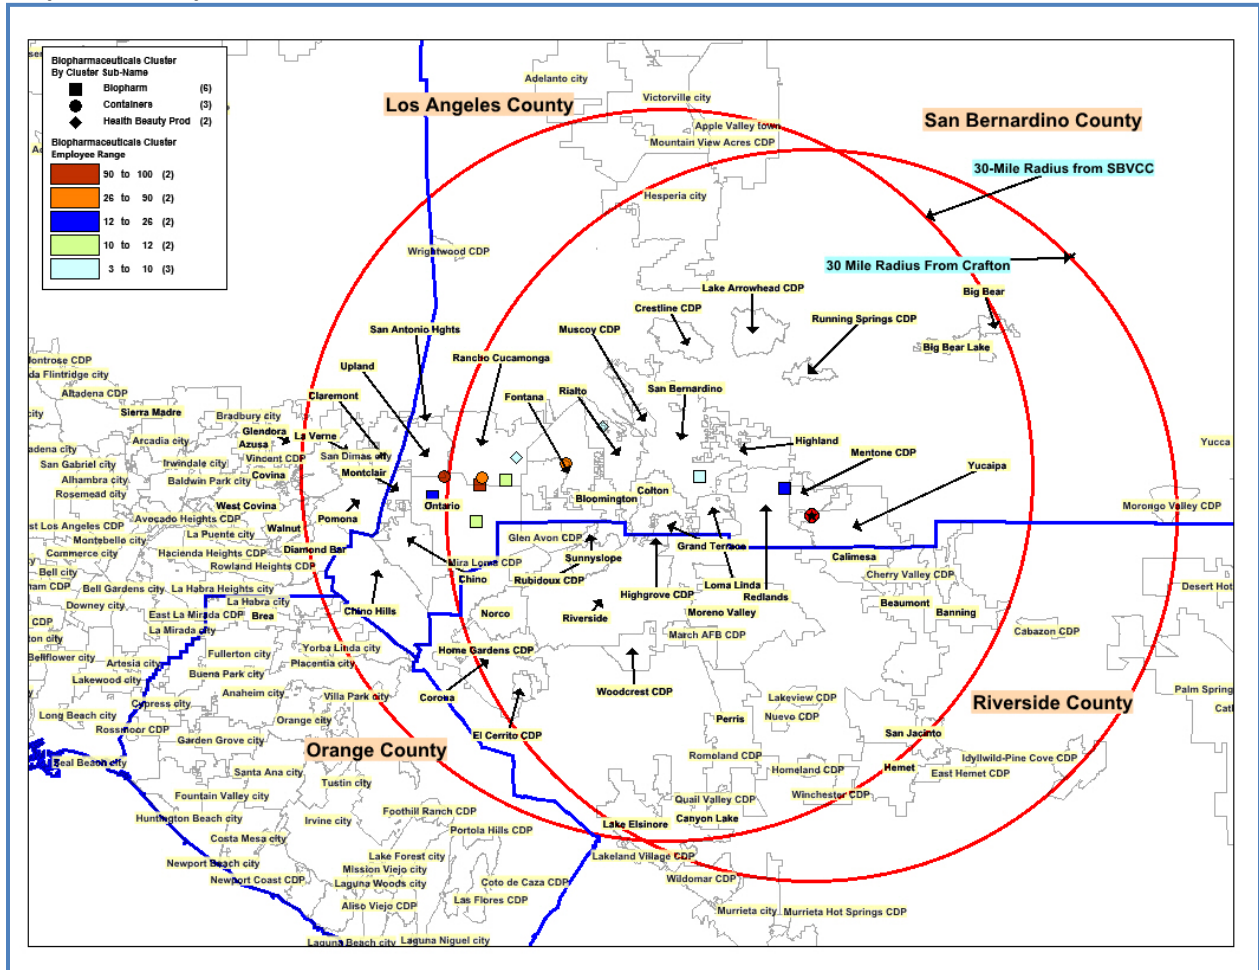 Biopharmaceuticals Cluster
By Cluster Sub-Name
Biopharm (6)
Containers (3)
Health Beauty Prod (2)
Biopharmaceuticals Cluster
Employee Range
90 to 100 (2)
26 to 90 (2)
12 to 26 (2)
10 to 12 (2)
3 to 10 (3)
Adelanto city
Victorville city
Los Angeles County
Apple Valley town
San Bernardino County
Mountain View Acres CDP
30-Mile Radius from SBVCC
Hesperia city
Wrightwood CDP
30 Mile Radius From Crafton
Lake Arrowhead CDP
Big Bear
Crestline CDP
Running Springs CDP
San Antonio Hghts
Muscoy CDP
Big Bear Lake
Rancho Cucamonga
Upland
Montrose CDP
Flintridge city
Altadena CDP
Claremont
Fontana
Rialto
San Bernardino
Sierra Madre
Bradbury city
Glendora
La Verne
Arcadia city
Azusa
Highland
Yucca
San Dimas city
Vincent CDP
Mentone CDP
San Gabriel city
Irwindale city
Yucaipa
Montclair
Covina
Alhambra city
Baldwin Park city
Rosemead city
Colton
Bloomington
Ontario
West Covina
Morongo Valley CDP
Pomona
Avocado Heights CDP
st Los Angeles CDP
Walnut
La Puente city
Montebello city
Glen Avon CDP
Grand Terrace
Diamond Bar
Commerce city
Hacienda Heights CDP
Sunnyslope
Calimesa
Mira Loma CDP
Rowland Heights CDP
Bell city
Cherry Valley CDP
Chino
Rubidoux CDP
Loma Linda
Desert Hot
Bell Gardens city
La Habra Heights city
Highgrove CDP
Redlands
La Habra city
Beaumont
Downey city
Chino Hills
Moreno Valley
Banning
East La Mirada CDP
Brea
Norco
Riverside
CDP
La Mirada city
March AFB CDP
Cabazon CDP
Yorba Linda city
Home Gardens CDP
Fullerton city
Bellflower city
Artesia city
Placentia city
Buena Park city
Lakewood city
Palm Spring
Woodcrest CDP
Anaheim city
Villa Park city
Corona
Lakeview CDP
Cypress city
Riverside County
Long Beach city
Orange city
Perris
Nuevo CDP
Rossmoor CDP
El Cerrito CDP
San Jacinto
Garden Grove city
Orange County
Romoland CDP
Idyllwild-Pine Cove CDP
Seal Beach city
Hemet
Homeland CDP
East Hemet CDP
Santa Ana city
Tustin city
Fountain Valley city
Winchester CDP
Quail Valley CDP
Foothill Ranch CDP
Huntington Beach city
Irvine city
Canyon Lake
Lake Elsinore
Portola Hills CDP
Costa Mesa city
Lake Forest city
Lakeland Village CDP
Newport Beach city
Mission Viejo city
Wildomar CDP
Newport Coast CDP
Laguna Woods city
Coto de Caza CDP
Las Flores CDP
Aliso Viejo CDP
Murrieta city
Murrieta Hot Springs CDP
Laguna Beach city
Laguna Niguel city